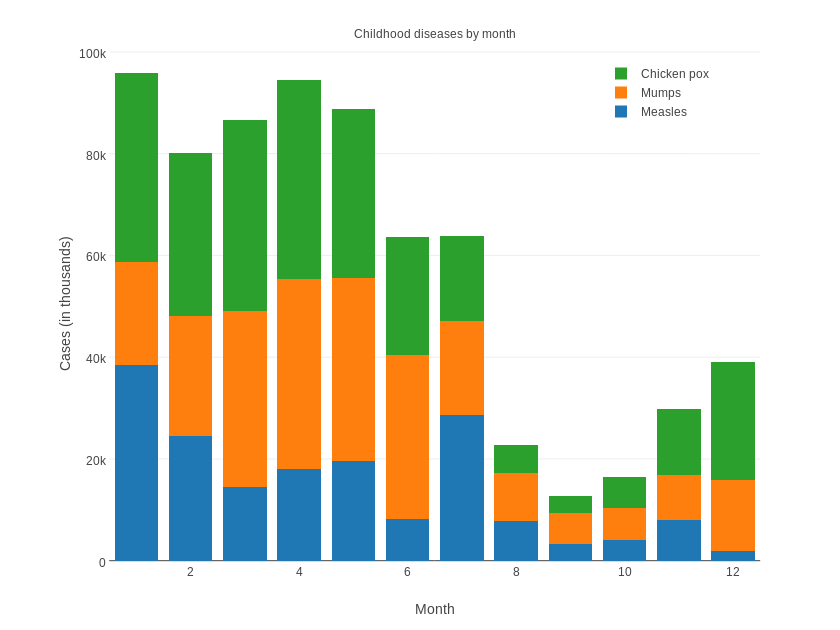 Childhood diseases by month
100k
80k
60k
40k
20k
0
Cases (in thousands)
Chicken pox
Mumps
Measles
2 4 6 8 10 12
Month